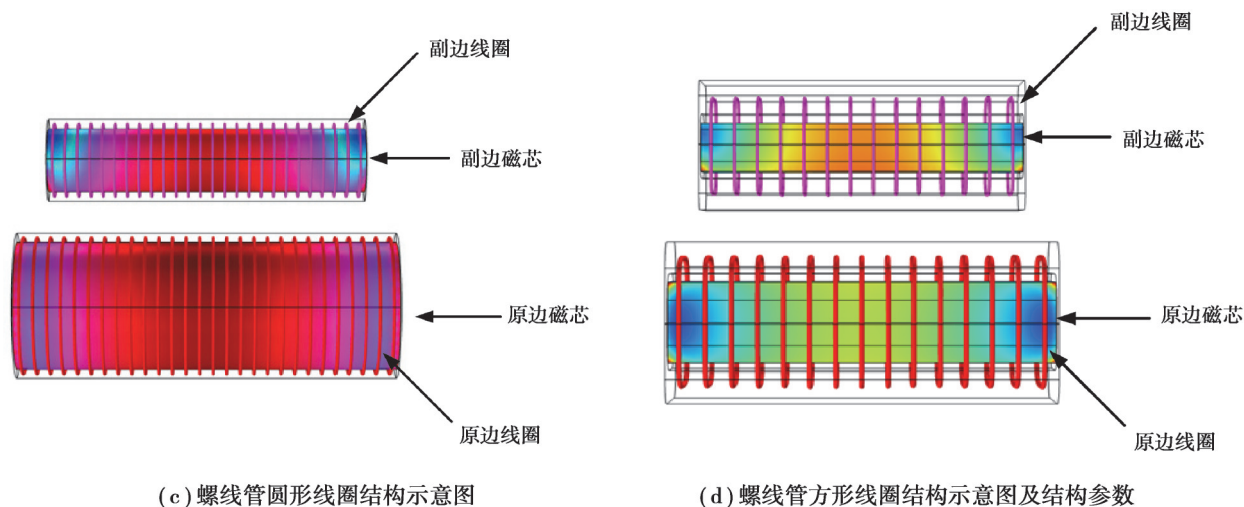 副边线圈
副边磁芯
原边磁芯
原边线圈
(c)螺线管圆形线圈结构示意图
副边线圈
副边磁芯
原边磁芯
原边线圈
(d)螺线管方形线圈结构示意图及结构参数